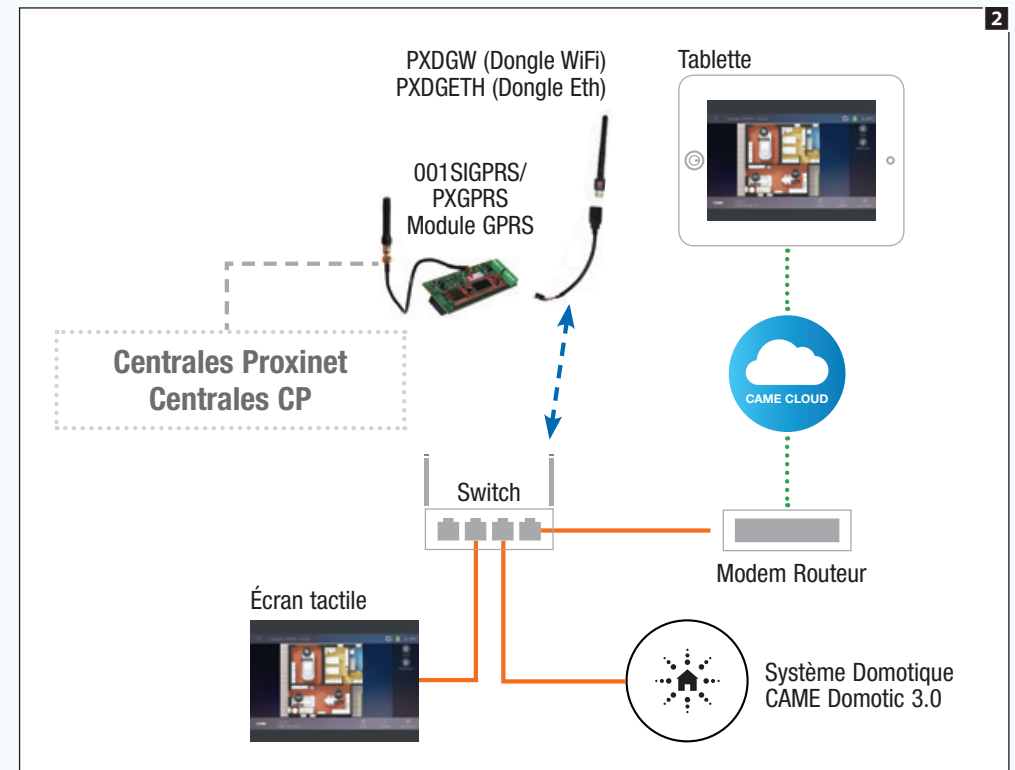 2
PXDGW (Dongle WiFi)
PXDGETH (Dongle Eth)
Tablette
001SIGPRS/
PXGPRS
Module GPRS
Centrales Proxinet
Centrales CP
CAME CLOUD
Switch
Modem Routeur
Écran tactile
Système Domotique
CAME Domotic 3.0